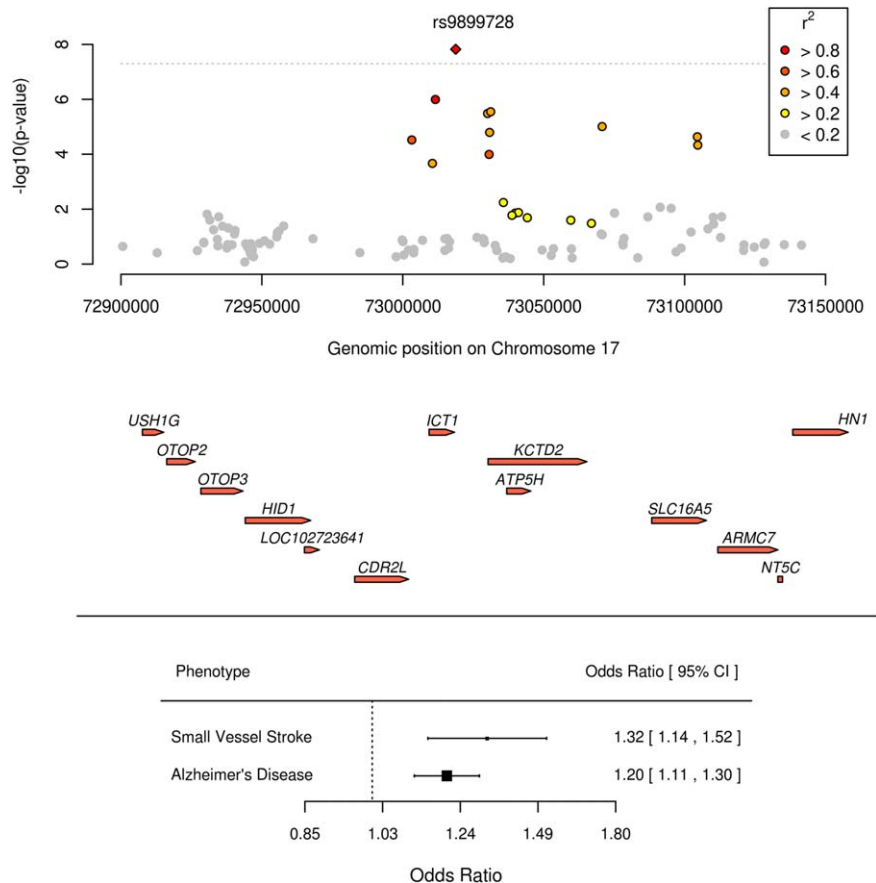 rs9899728
r2
> 0.8
> 0.6
> 0.4
> 0.2
< 0.2
-log10(p-value)
8
6
4
2
0
72900000 72950000 73000000 73050000 73100000 73150000
Genomic position on Chromosome 17
USH1G ICT1 HN1
OTOP2 KCTD2
OTOP3 ATP5H
HID1 SLC16A5
LOC102723641 ARMC7
CDR2L NT5C
Phenotype Odds Ratio [ 95% CI ]
Small Vessel Stroke 1.32 [ 1.14 , 1.52 ]
Alzheimer's Disease 1.20 [ 1.11 , 1.30 ]
0.85 1.03 1.24 1.49 1.80
Odds Ratio